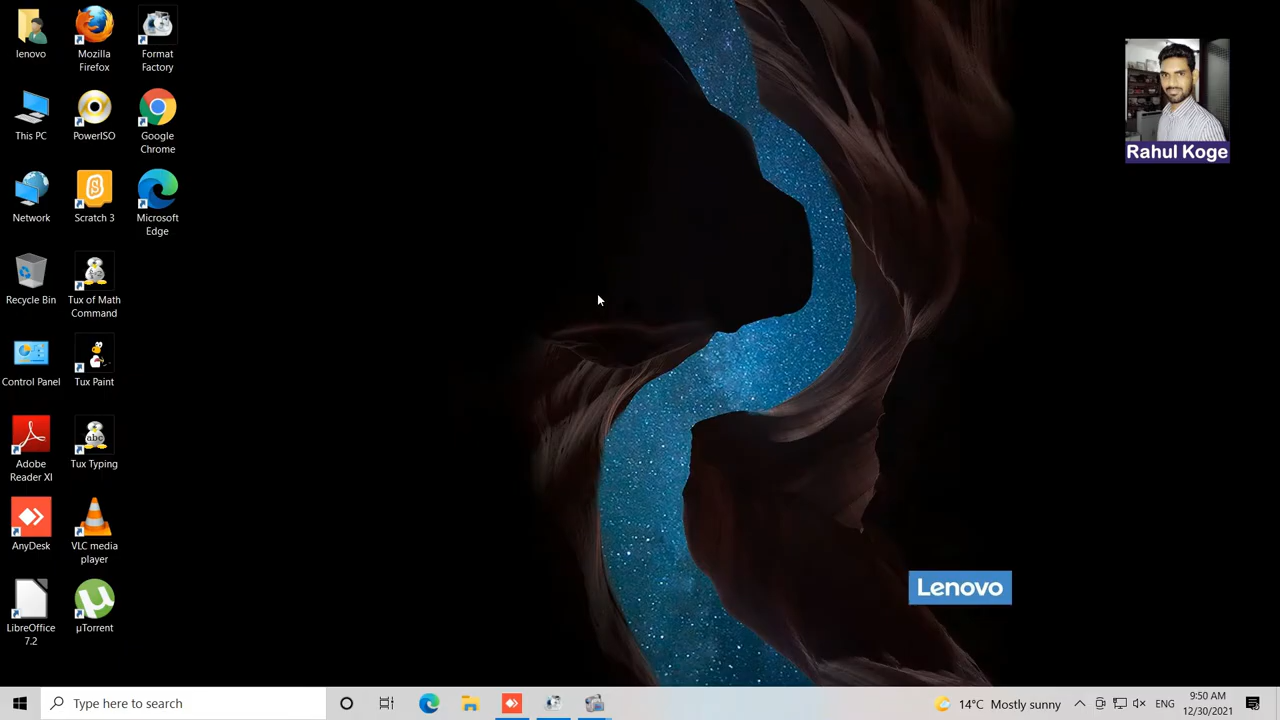 lenovo
Mozilla
Firefox
Format
Factory
This PC
PowerISO
Google
Chrome
Network
Scratch 3
Microsoft
Edge
Recycle Bin
Tux of Math
Command
Control Panel
Tux Paint
Adobe
Reader XI
abc
Tux Typing
AnyDesk
VLC media
player
LibreOffice
7.2
µTorrent
Rahul Koge
Lenovo
Type here to search
14°C Mostly sunny
ENG
9:50 AM
12/30/2021